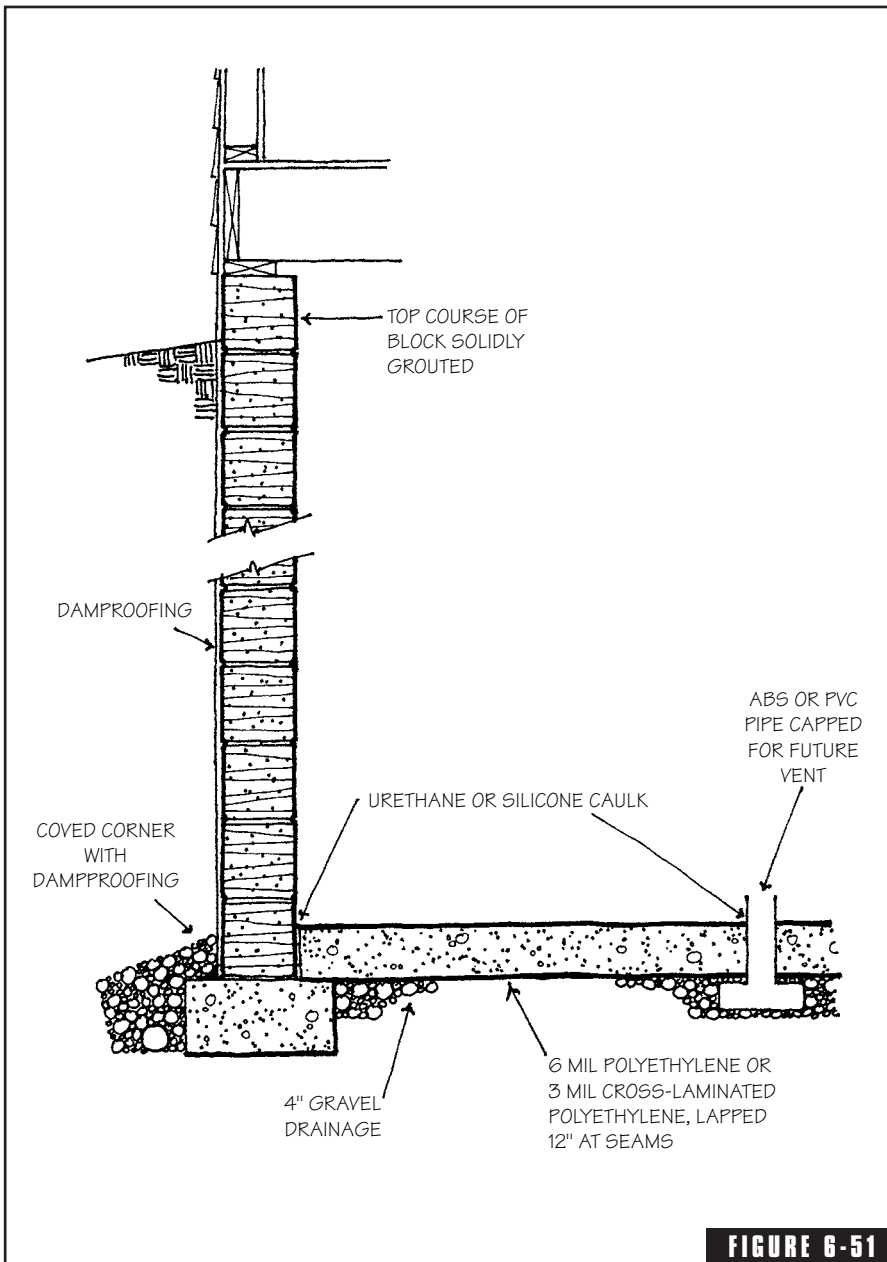 TOP COURSE OF
BLOCK SOLIDLY
GROUTED
DAMPROOFING
ABS OR PVC
PIPE CAPPED
FOR FUTURE
VENT
URETHANE OR SILICONE CAULK
COVED CORNER
WITH
DAMPPROOFING
4" GRAVEL
DRAINAGE
6 MIL POLYETHYLENE OR
3 MIL CROSS-LAMINATED
POLYETHYLENE, LAPPED
12" AT SEAMS
FIGURE 6-51